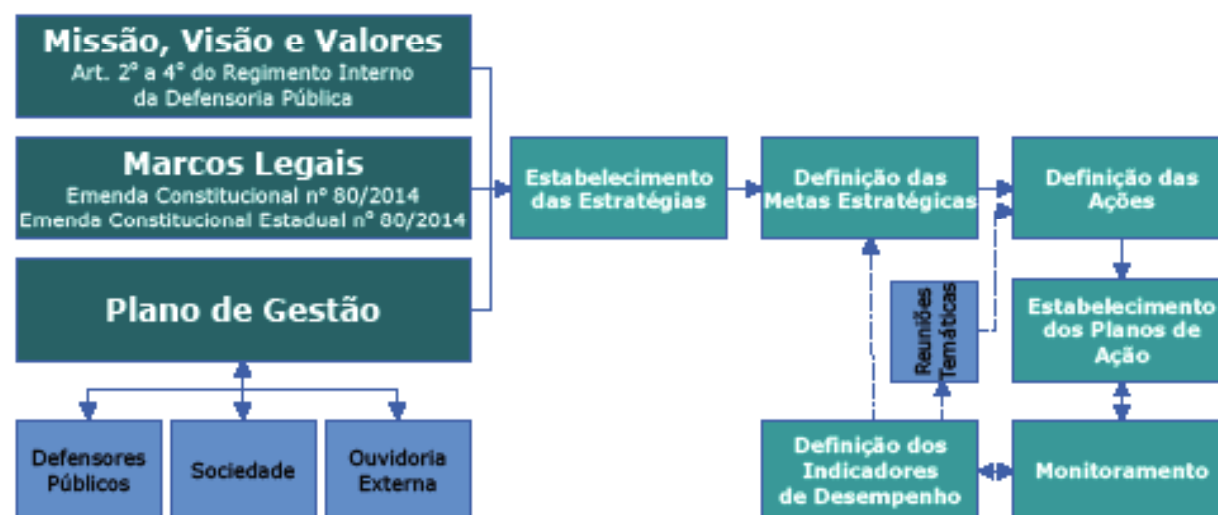 Missão, Visão e Valores
Art. 2° a 4° do Regimento Interno
da Defensoria Pública
Marcos Legais
Emenda Constitucional nº 80/2014
Emenda Constitucional Estadual nº 80/2014
Plano de Gestão
Defensores
Públicos
Sociedade
Ouvidoria
Externa
Estabelecimento
das Estratégias
Definição das
Metas Estratégicas
Definição das
Ações
Reuniões
Temáticas
Estabelecimento
dos Planos de
Ação
Definição dos
Indicadores
de Desempenho
Monitoramento